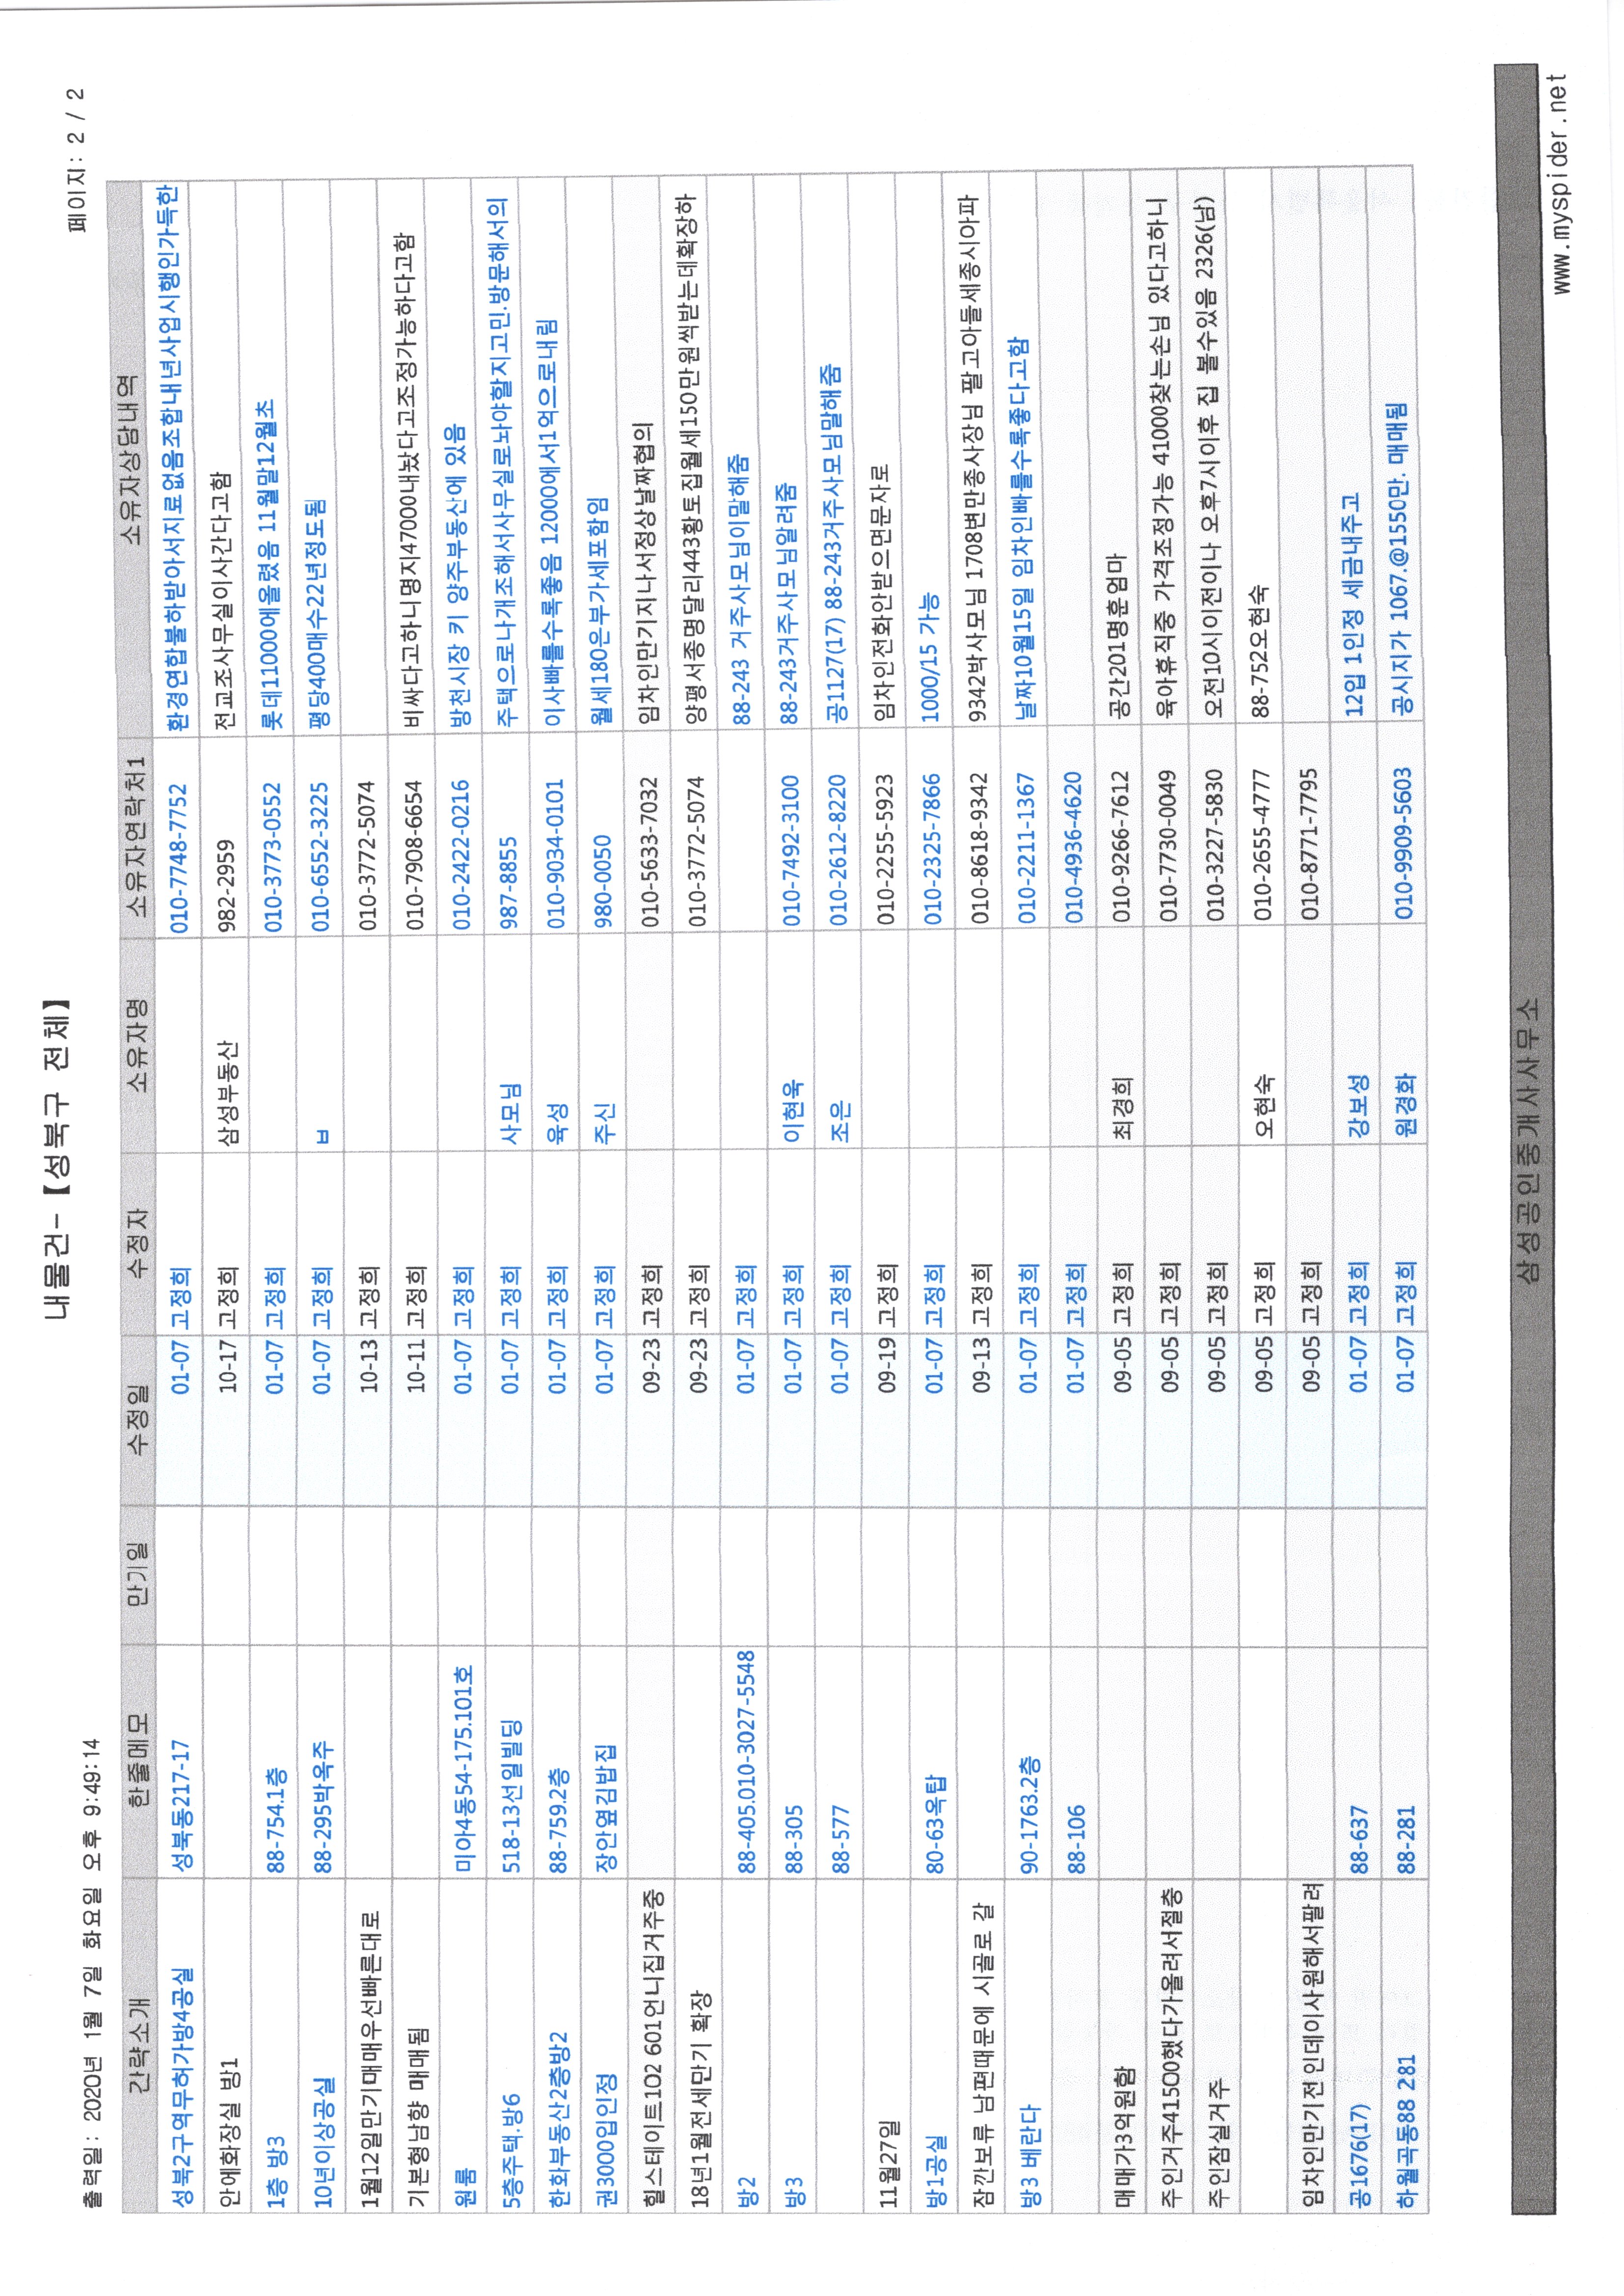 내물건-【성북구 전체】
출력일: 2020년 1월 7일 화요일 오후 9:49:14
페이지: 2 / 2
간략소개 한줄메모 만기일 수정일 수정자 소유자명 소유자연락처1 소유자상담내역
성북2구역무허가방4공실 성북동217-17 01-07 고정희 010-7748-7752 환경연합불하받아서지로없음조합내년사업시행인가득한
안에화장실 방1 10-17 고정희 삼성부동산 982-2959 전교조사무실이사간다고함
1층 방3 88-754.1층 01-07 고정희 010-3773-0552 롯데11000에올렸음 11월말12월초
10년이상공실 88-295박옥주 01-07 고정희 ㅂ 010-6552-3225 평당400매수22년정도됨
1월12일만기매매우선빠른대로 10-13 고정희 010-3772-5074
기본형남향 매매됨 10-11 고정희 010-7908-6654 비싸다고하니명지47000내놨다고조정가능하다고함
원룸 미아4동54-175.101호 01-07 고정희 010-2422-0216 방천시장 키 양주부동산에 있음
5층주택.방6 518-13선일빌딩 01-07 고정희 사모님 987-8855 주택으로나개조해서사무실로놔야할지고민.방문해서의
한화부동산2층방2 88-759.2층 01-07 고정희 육성 010-9034-0101 이사빠를수록좋음 12000에서1억으로내림
권3000입인정 장안옆김밥집 01-07 고정희 주신 980-0050 월세180은부가세포함임
힐스테이트102 601언니집거주중 09-23 고정희 010-5633-7032 임차인만기지나서정상날짜협의
18년1월전세만기 확장 09-23 고정희 010-3772-5074 양평서종명달리443황토집월세150만원씩받는데확장하
방2 88-405.010-3027-5548 01-07 고정희 88-243 거주사모님이말해줌
방3 88-305 01-07 고정희 이현욱 010-7492-3100 88-243거주사모님알려줌
88-577 01-07 고정희 조은 010-2612-8220 공1127(17) 88-243거주사모님말해줌
11월27일 09-19 고정희 010-2255-5923 임차인전화안받으면문자로
방1공실 80-63옥탑 01-07 고정희 010-2325-7866 1000/15 가능
잠깐보류 남편때문에 시골로 갈 09-13 고정희 010-8618-9342 9342박사모님 1708변만종사장님 팔고아들세종시아파
방3 베란다 90-1763.2층 01-07 고정희 010-2211-1367 날짜10월15일 임차인빠를수록좋다고함
88-106 01-07 고정희 010-4936-4620
매매가3억원함 09-05 고정희 최경희 010-9266-7612 공간201명훈엄마
주인거주41500했다가올려서절충 09-05 고정희 010-7730-0049 육아휴직중 가격조정가능 41000찾는손님 있다고하니
주인잠실거주 09-05 고정희 010-3227-5830 오전10시이전이나 오후7시이후 집 볼수있음 2326(남)
09-05 고정희 오현숙 010-2655-4777 88-752오현숙
임차인만기전인데이사원해서팔려 09-05 고정희 010-8771-7795
공1676(17) 88-637 01-07 고정희 강보성 12입 1인정 세금내주고
하월곡동88 281 88-281 01-07 고정희 원경화 010-9909-5603 공시지가 1067.@1550만. 매매됨
삼성공인중개사사무소
www.myspider.net